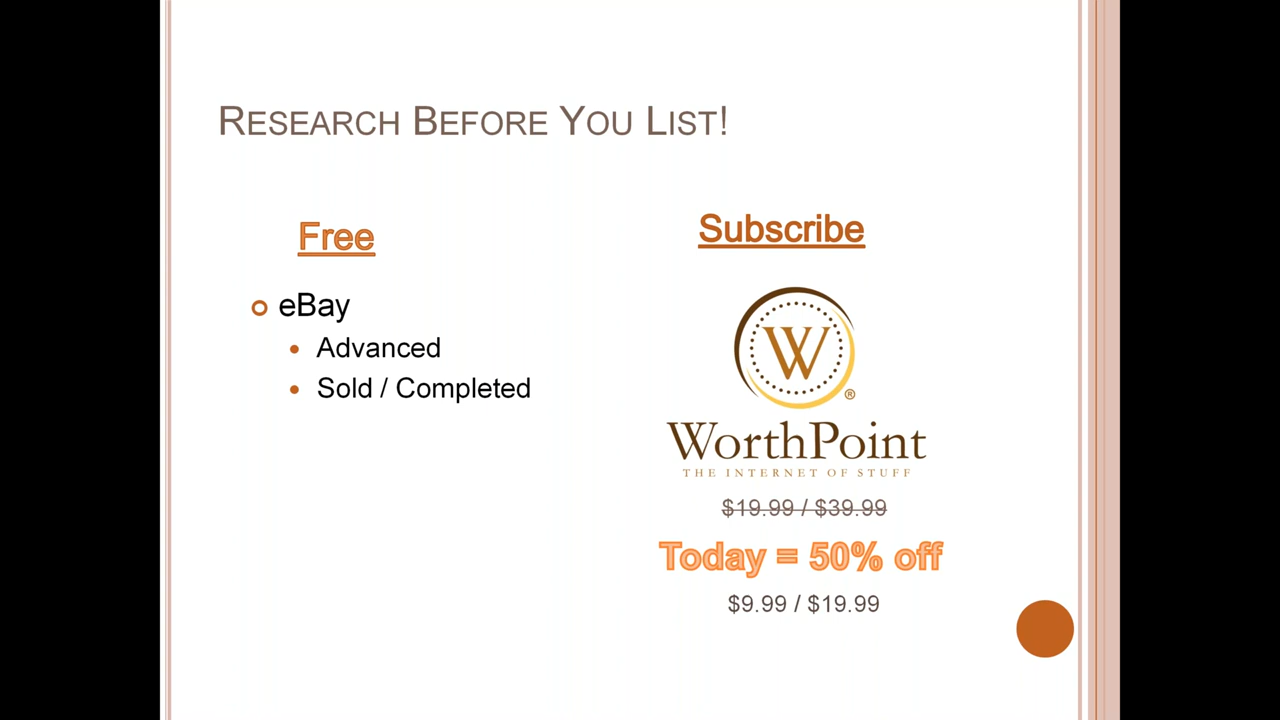 Research Before You List!
Free
eBay
Advanced
Sold / Completed
Subscribe
W
®
WorthPoint
THE INTERNET OF STUFF
$19.99 / $39.99
Today = 50% off
$9.99 / $19.99